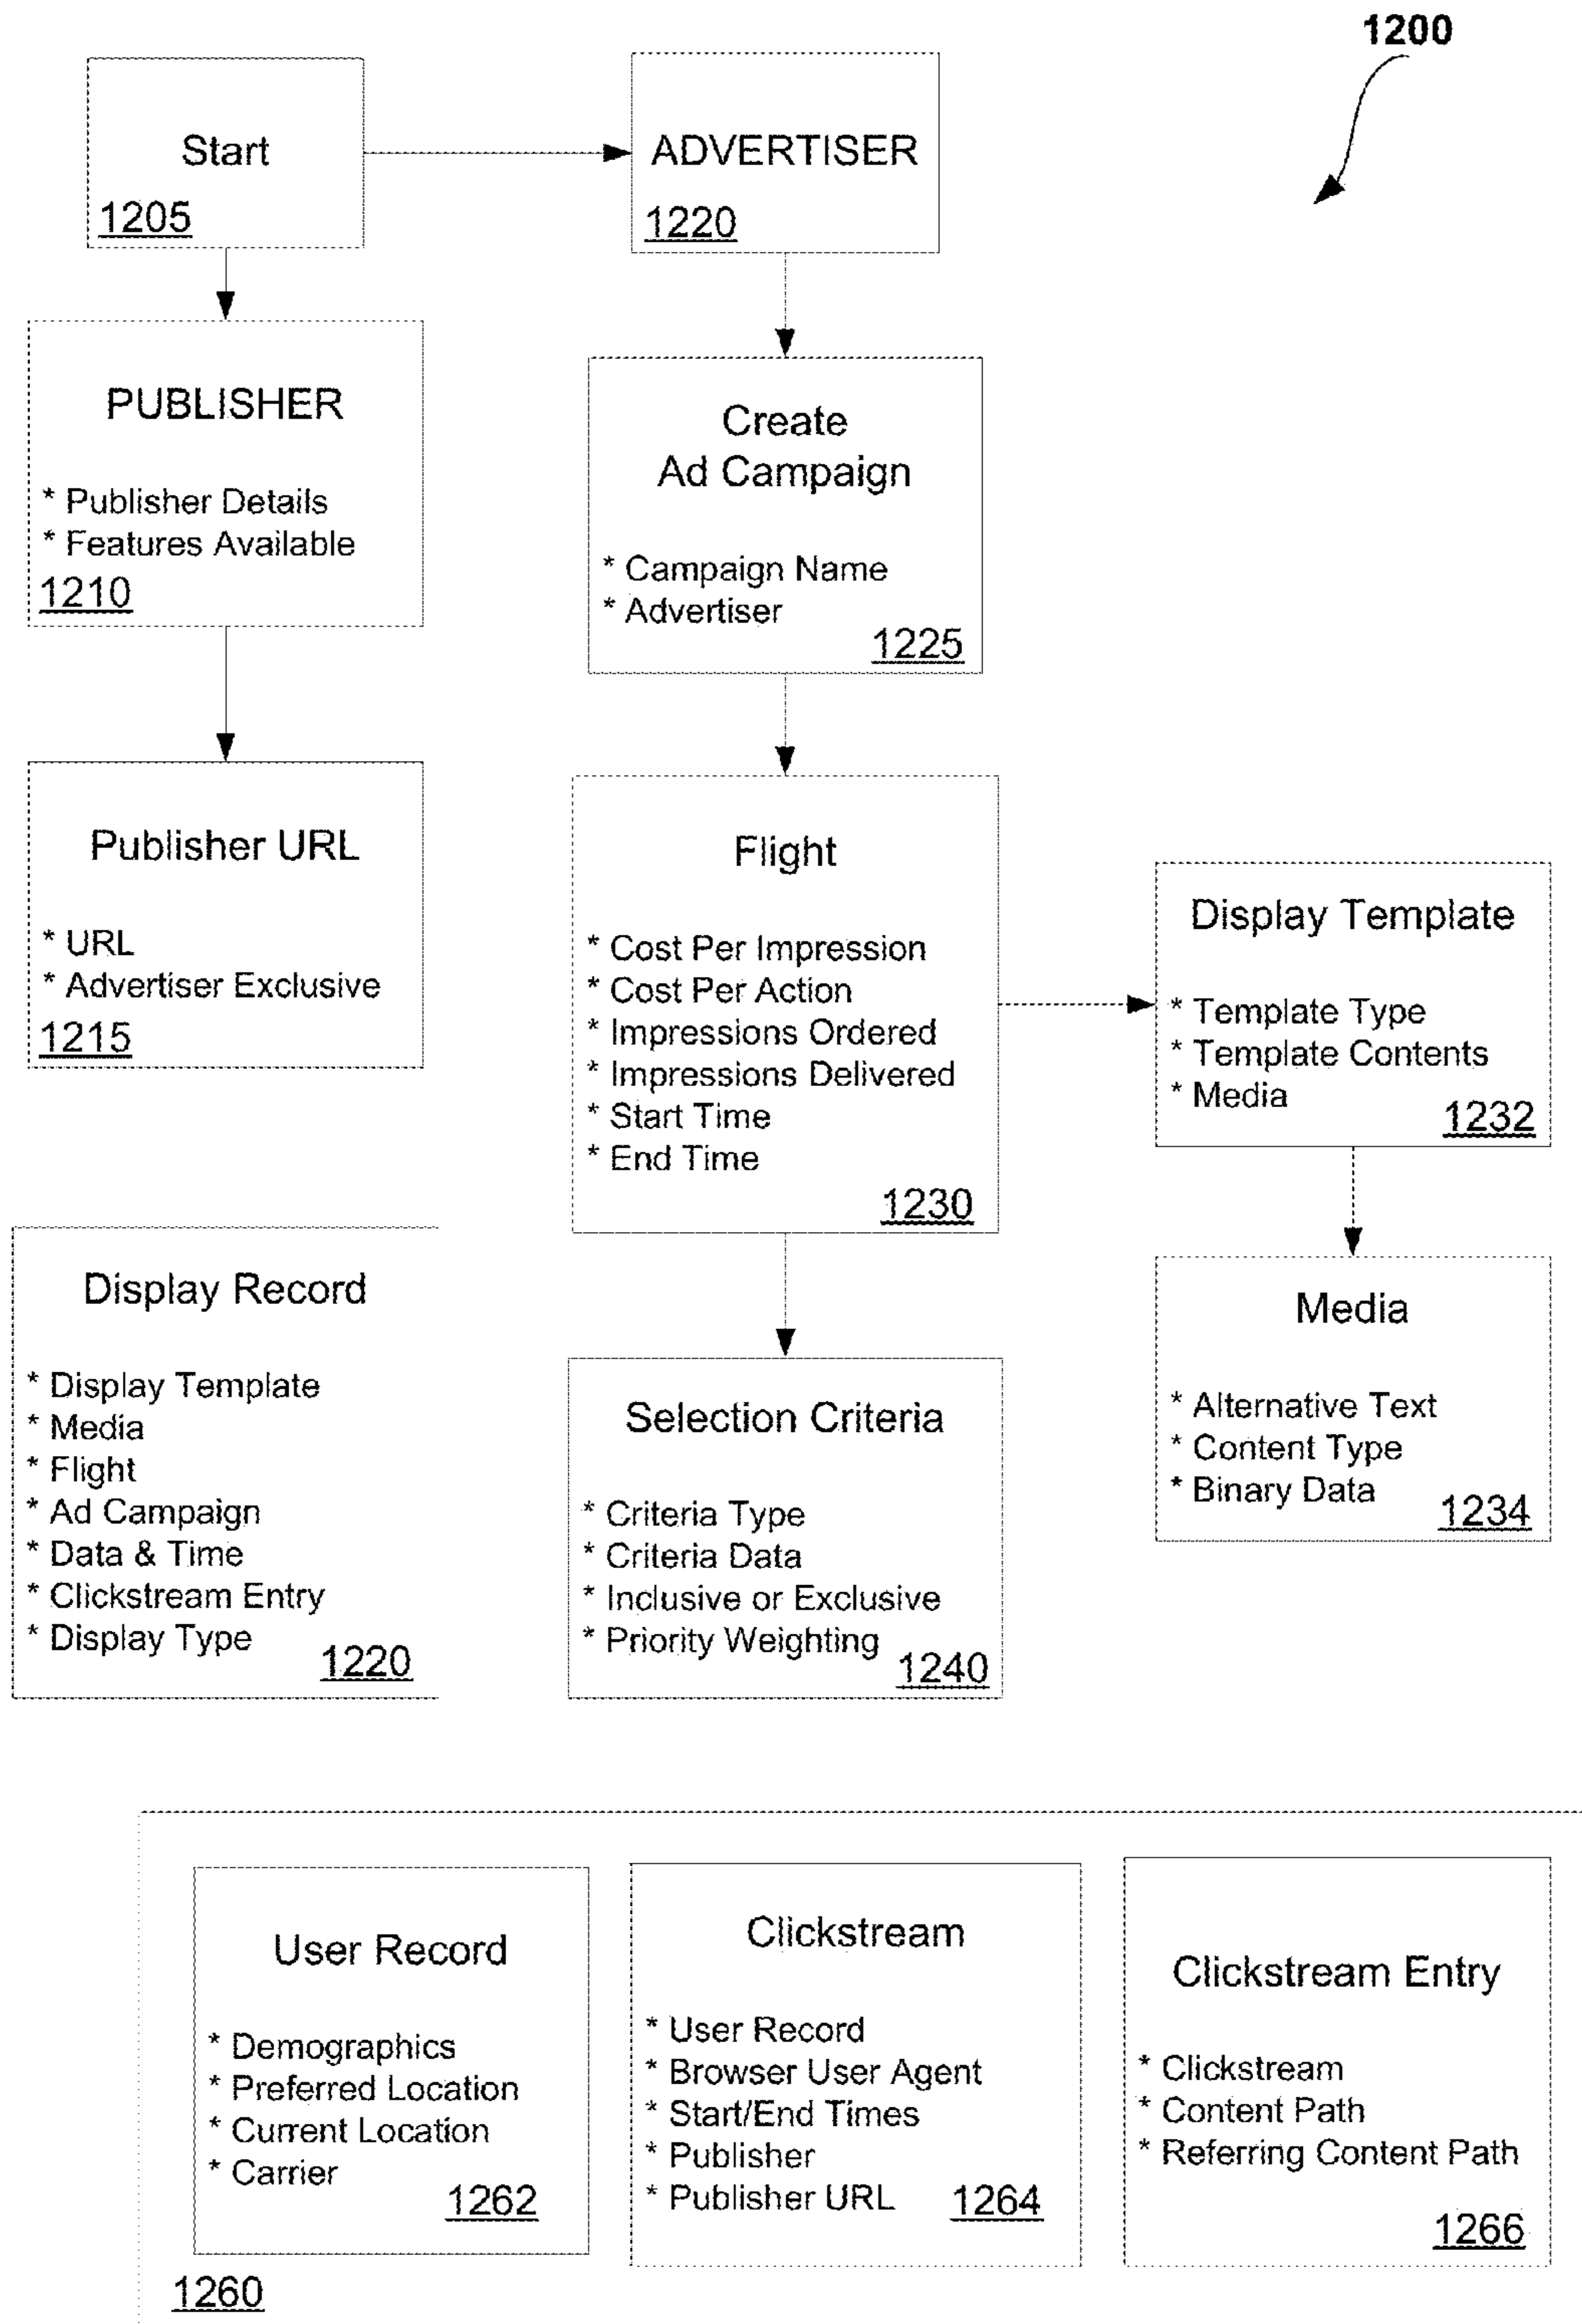 1200
Start
1205
ADVERTISER
1220
PUBLISHER
* Publisher Details
* Features Available
1210
Create
Ad Campaign
* Campaign Name
* Advertiser
1225
Publisher URL
* URL
* Advertiser Exclusive
1215
Flight
* Cost Per Impression
* Cost Per Action
* Impressions Ordered
* Impressions Delivered
* Start Time
* End Time
1230
Display Template
* Template Type
* Template Contents
* Media
1232
Display Record
* Display Template
* Media
* Flight
* Ad Campaign
* Data & Time
* Clickstream Entry
* Display Type
1220
Selection Criteria
* Criteria Type
* Criteria Data
* Inclusive or Exclusive
* Priority Weighting
1240
Media
* Alternative Text
* Content Type
* Binary Data
1234
User Record
* Demographics
* Preferred Location
* Current Location
* Carrier
1262
Clickstream
* User Record
* Browser User Agent
* Start/End Times
* Publisher
* Publisher URL
1264
Clickstream Entry
* Clickstream
* Content Path
* Referring Content Path
1266
1260